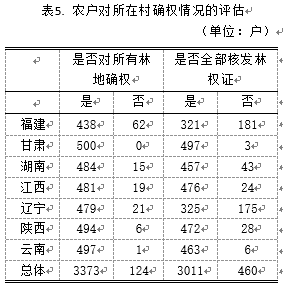 表5. 农户对所在村确权情况的评估
（单位：户）
是否对所有林地确权 是否全部核发林权证
是 否 是 否
福建 438 62 321 181
甘肃 500 0 497 3
湖南 484 15 457 43
江西 481 19 476 24
辽宁 479 21 325 175
陕西 494 6 472 28
云南 497 1 463 6
总体 3373 124 3011 460